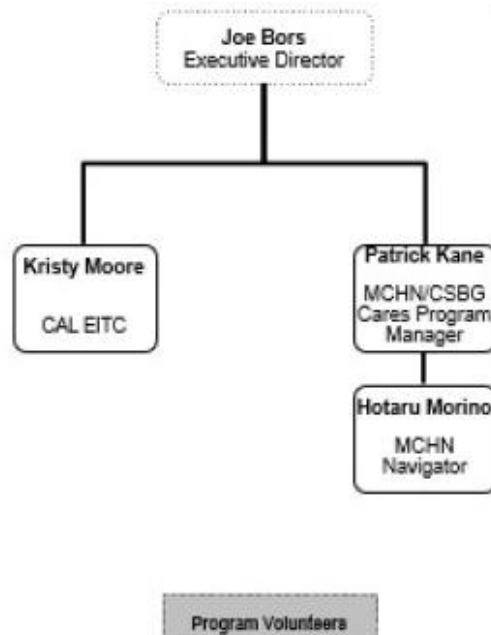 Joe Bors
Executive Director
Kristy Moore
CAL EITC
Patrick Kane
MCHN/CSBG
Cares Program
Manager
Hotaru Morino
MCHN
Navigator
Program Volunteers